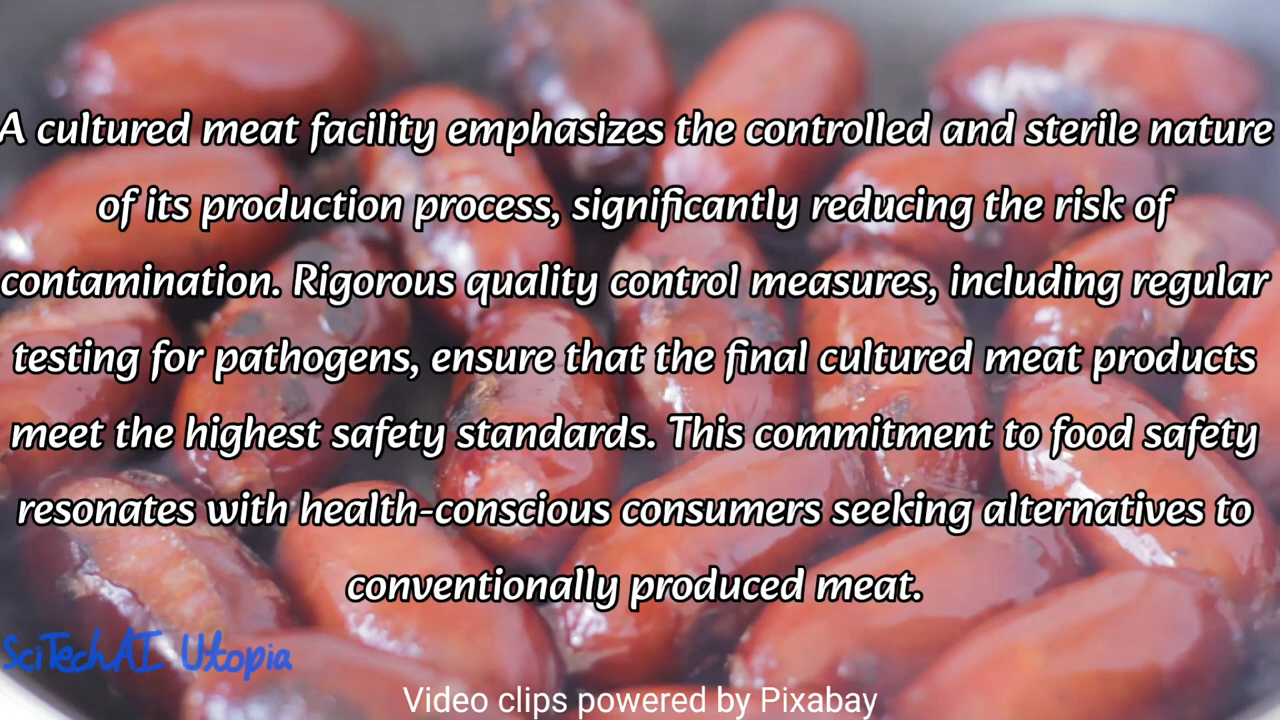 A cultured meat facility emphasizes the controlled and sterile nature
of its production process, significantly reducing the risk of
contamination. Rigorous quality control measures, including regular
testing for pathogens, ensure that the final cultured meat products
meet the highest safety standards. This commitment to food safety
resonates with health-conscious consumers seeking alternatives to
conventionally produced meat.
SciTechAI Utopia
Video clips powered by Pixabay